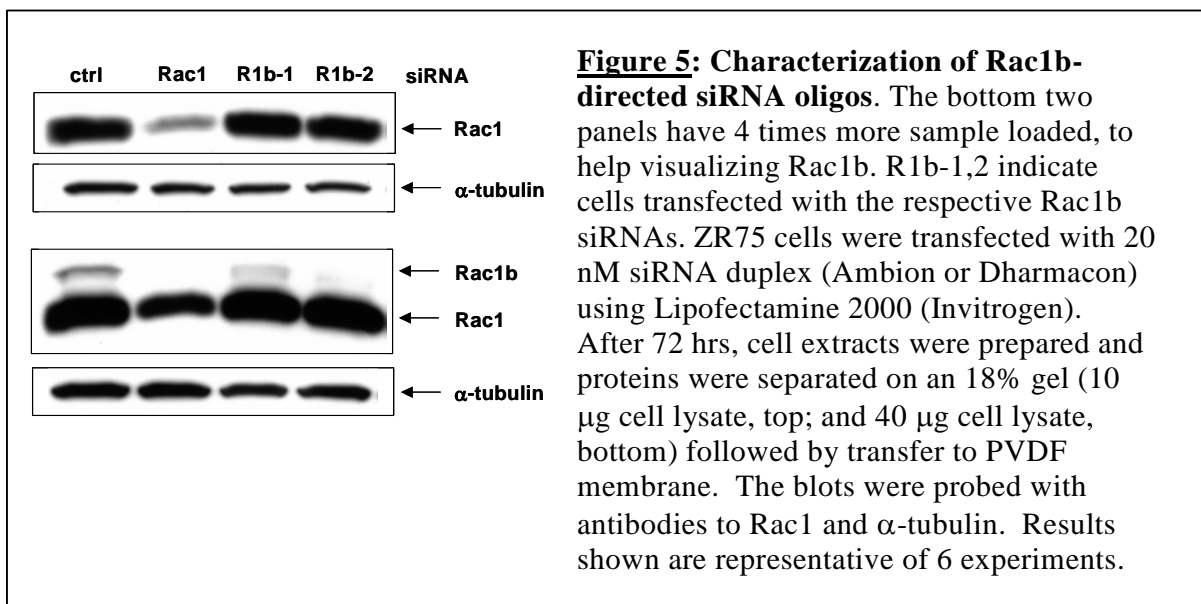 ctrl Rac1 R1b-1 R1b-2 siRNA
Rac1
α-tubulin
Rac1b
Rac1
α-tubulin
Figure 5: Characterization of Rac1b-
directed siRNA oligos. The bottom two
panels have 4 times more sample loaded, to
help visualizing Rac1b. R1b-1,2 indicate
cells transfected with the respective Rac1b
siRNAs. ZR75 cells were transfected with 20
nM siRNA duplex (Ambion or Dharmacon)
using Lipofectamine 2000 (Invitrogen).
After 72 hrs, cell extracts were prepared and
proteins were separated on an 18% gel (10
μg cell lysate, top; and 40 μg cell lysate,
bottom) followed by transfer to PVDF
membrane. The blots were probed with
antibodies to Rac1 and α-tubulin. Results
shown are representative of 6 experiments.